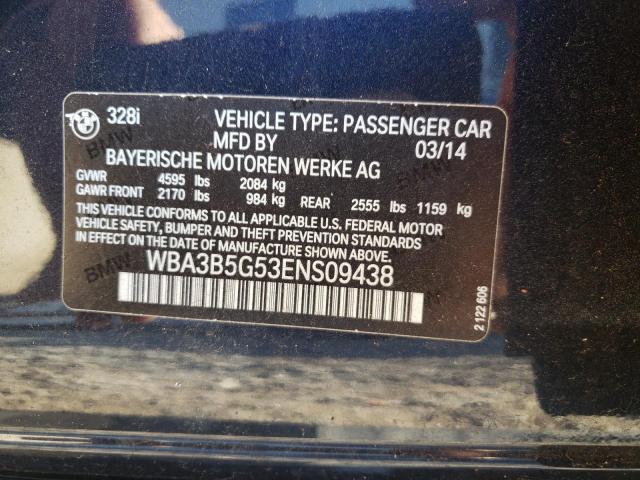 328i VEHICLE TYPE: PASSENGER CAR
MFD BY 03/14
BAYERISCHE MOTOREN WERKE AG
GVWR 4595 lbs 2084 kg
GAWR FRONT 2170 lbs 984 kg REAR 2555 lbs 1159 kg
THIS VEHICLE CONFORMS TO ALL APPLICABLE U.S. FEDERAL MOTOR
VEHICLE SAFETY, BUMPER AND THEFT PREVENTION STANDARDS
IN EFFECT ON THE DATE OF MANUFACTURE SHOWN ABOVE.
WBA3B5G53ENS09438
2 122 606